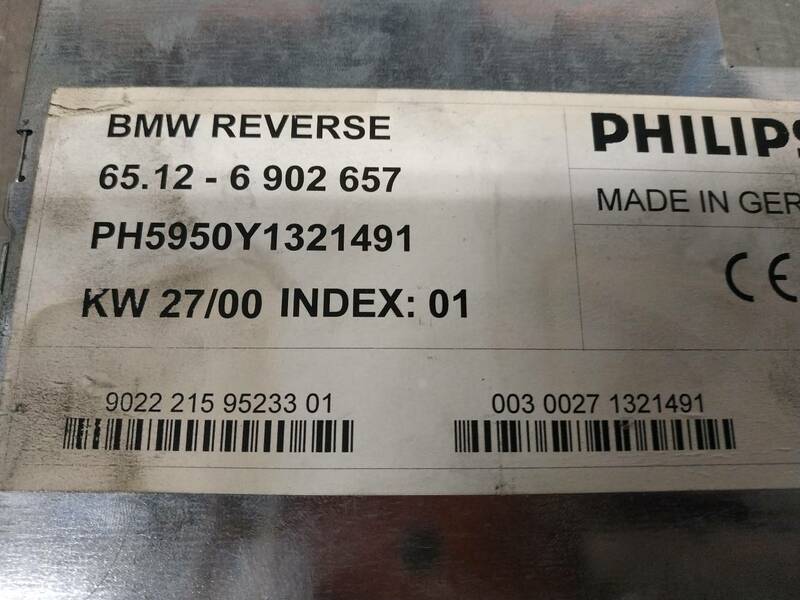 BMW REVERSE
65.12 - 6 902 657
PH5950Y1321491
KW 27/00 INDEX: 01
PHILIPS
MADE IN GER
CE
9022 215 95233 01
003 0027 1321491